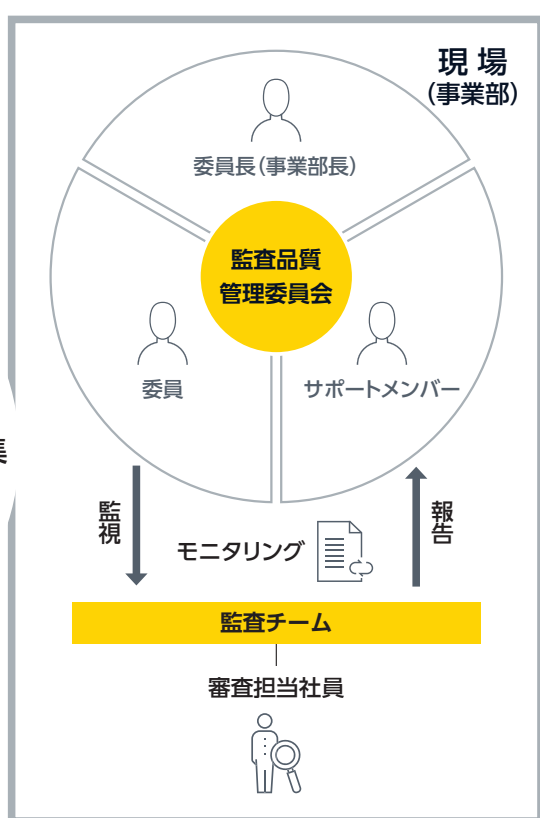 現場
(事業部)
委員長(事業部長)
監査品質
管理委員会
委員
サポートメンバー
集
監視
報告
モニタリング
監査チーム
審査担当社員